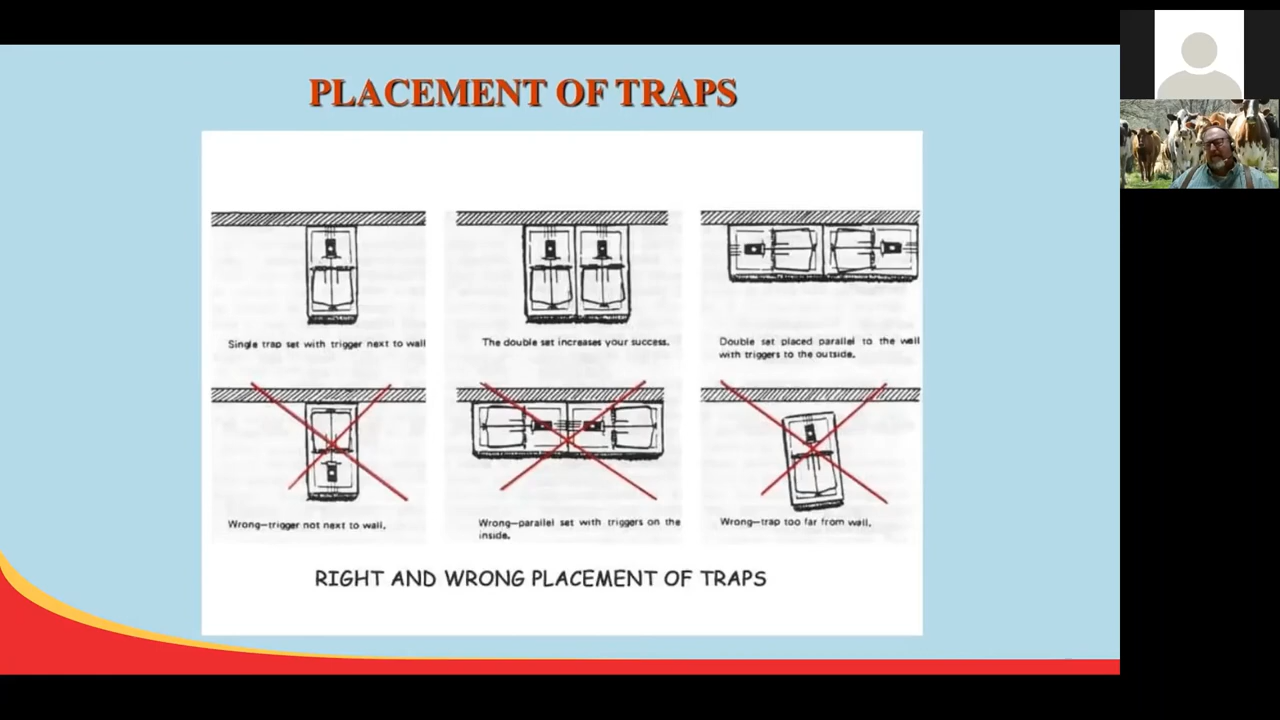 PLACEMENT OF TRAPS
Single trap set with trigger next to wall
The double set increases your success.
Double set placed parallel to the wall
with triggers to the outside.
Wrong—trigger not next to wall.
Wrong—parallel set with triggers on the
inside.
Wrong—trap too far from wall.
RIGHT AND WRONG PLACEMENT OF TRAPS